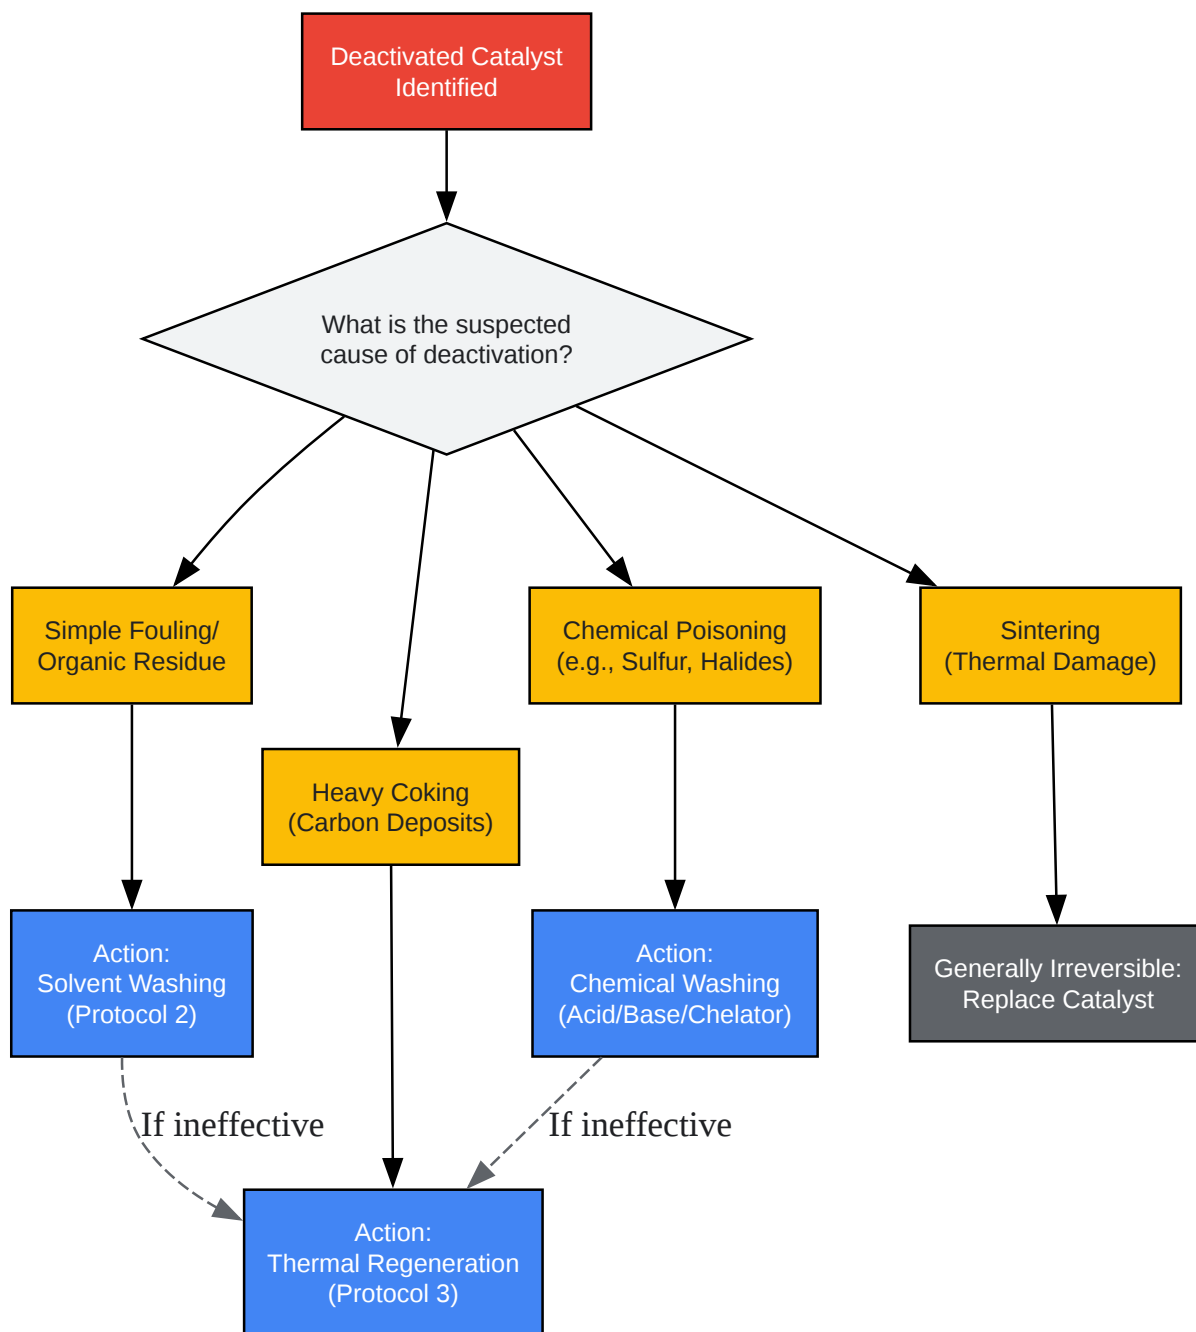 Deactivated Catalyst
Identified
What is the suspected
cause of deactivation?
Simple Fouling/
Organic Residue
Chemical Poisoning
(e.g., Sulfur, Halides)
Sintering
(Thermal Damage)
Heavy Coking
(Carbon Deposits)
Action:
Solvent Washing
(Protocol 2)
Action:
Chemical Washing
(Acid/Base/Chelator)
Generally Irreversible:
Replace Catalyst
If ineffective
If ineffective
Action:
Thermal Regeneration
(Protocol 3)